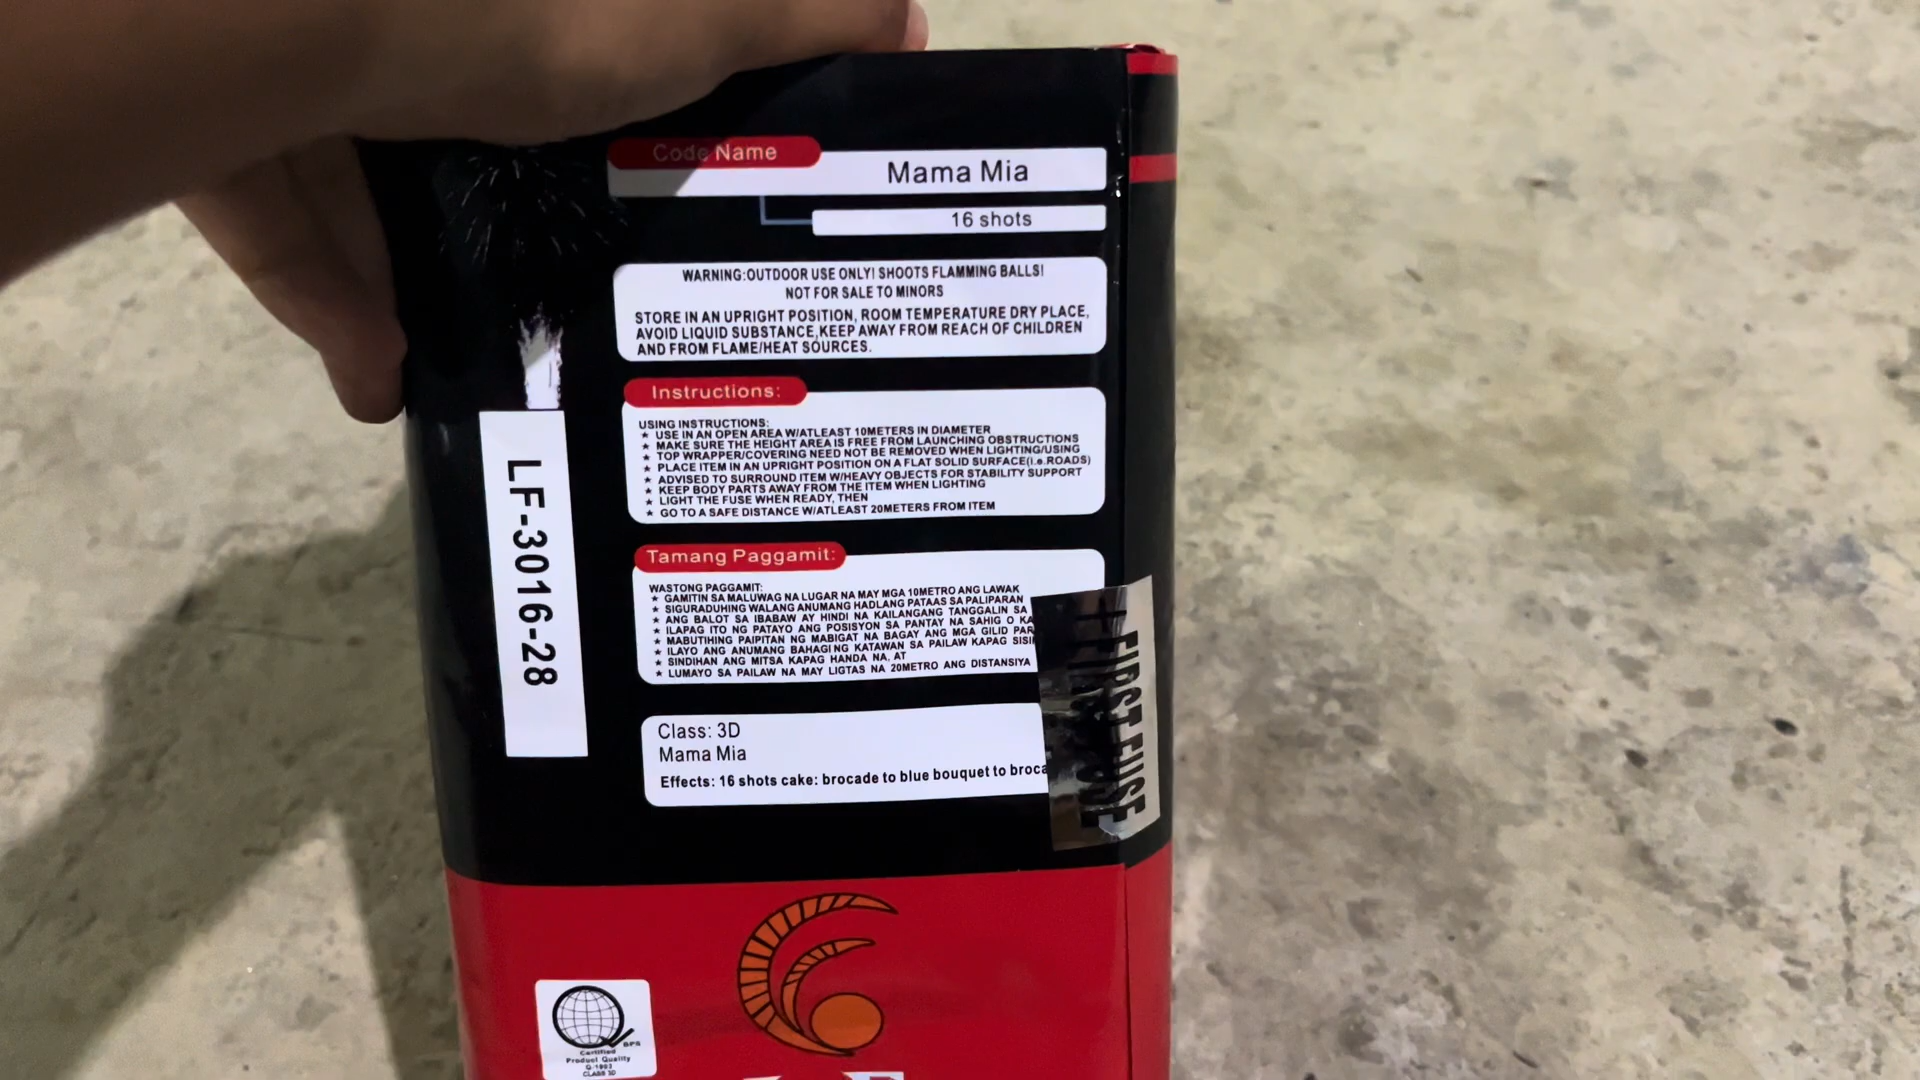 Code Name
Mama Mia
16 shots
WARNING:OUTDOOR USE ONLY! SHOOTS FLAMMING BALLS!
NOT FOR SALE TO MINORS
STORE IN AN UPRIGHT POSITION, ROOM TEMPERATURE DRY PLACE,
AVOID LIQUID SUBSTANCE,KEEP AWAY FROM REACH OF CHILDREN
AND FROM FLAME/HEAT SOURCES.
Instructions:
USING INSTRUCTIONS:
★ USE IN AN OPEN AREA W/ATLEAST 10METERS IN DIAMETER
★ MAKE SURE THE HEIGHT AREA IS FREE FROM LAUNCHING OBSTRUCTIONS
★ TOP WRAPPER/COVERING NEED NOT BE REMOVED WHEN LIGHTING/USING
★ PLACE ITEM IN AN UPRIGHT POSITION ON A FLAT SOLID SURFACE(i.e.ROADS)
★ ADVISED TO SURROUND ITEM W/HEAVY OBJECTS FOR STABILITY SUPPORT
★ KEEP BODY PARTS AWAY FROM THE ITEM WHEN LIGHTING
★ LIGHT THE FUSE WHEN READY, THEN
★ GO TO A SAFE DISTANCE W/ATLEAST 20METERS FROM ITEM
LF-3016-28
Tamang Paggamit:
WASTONG PAGGAMIT:
★ GAMITIN SA MALUWAG NA LUGAR NA MAY MGA 10METRO ANG LAWAK
★ SIGURADUHING WALANG ANUMANG HADLANG PATAAS SA PALIPARAN
★ ANG BALOT SA IBABAW AY HINDI NA KAILANGANG TANGGALIN SA
★ ILAPAG ITO NG PATAYO ANG POSISYON SA PANTAY NA SAHIG O KA
★ MABUTIHING PAIPITAN NG MABIGAT NA BAGAY ANG MGA GILID PAR
★ ILAYO ANG ANUMANG BAHAGING KATAWAN SA PAILAW KAPAG SISI
★ SINDIHAN ANG MITSA KAPAG HANDA NA, AT
★ LUMAYO SA PAILAW NA MAY LIGTAS NA 20METRO ANG DISTANSIYA
FIRST FUSE
Class: 3D
Mama Mia
Effects: 16 shots cake: brocade to blue bouquet to broca
BPS
Certified
Product Quality
Q-1903
CLASS 3D